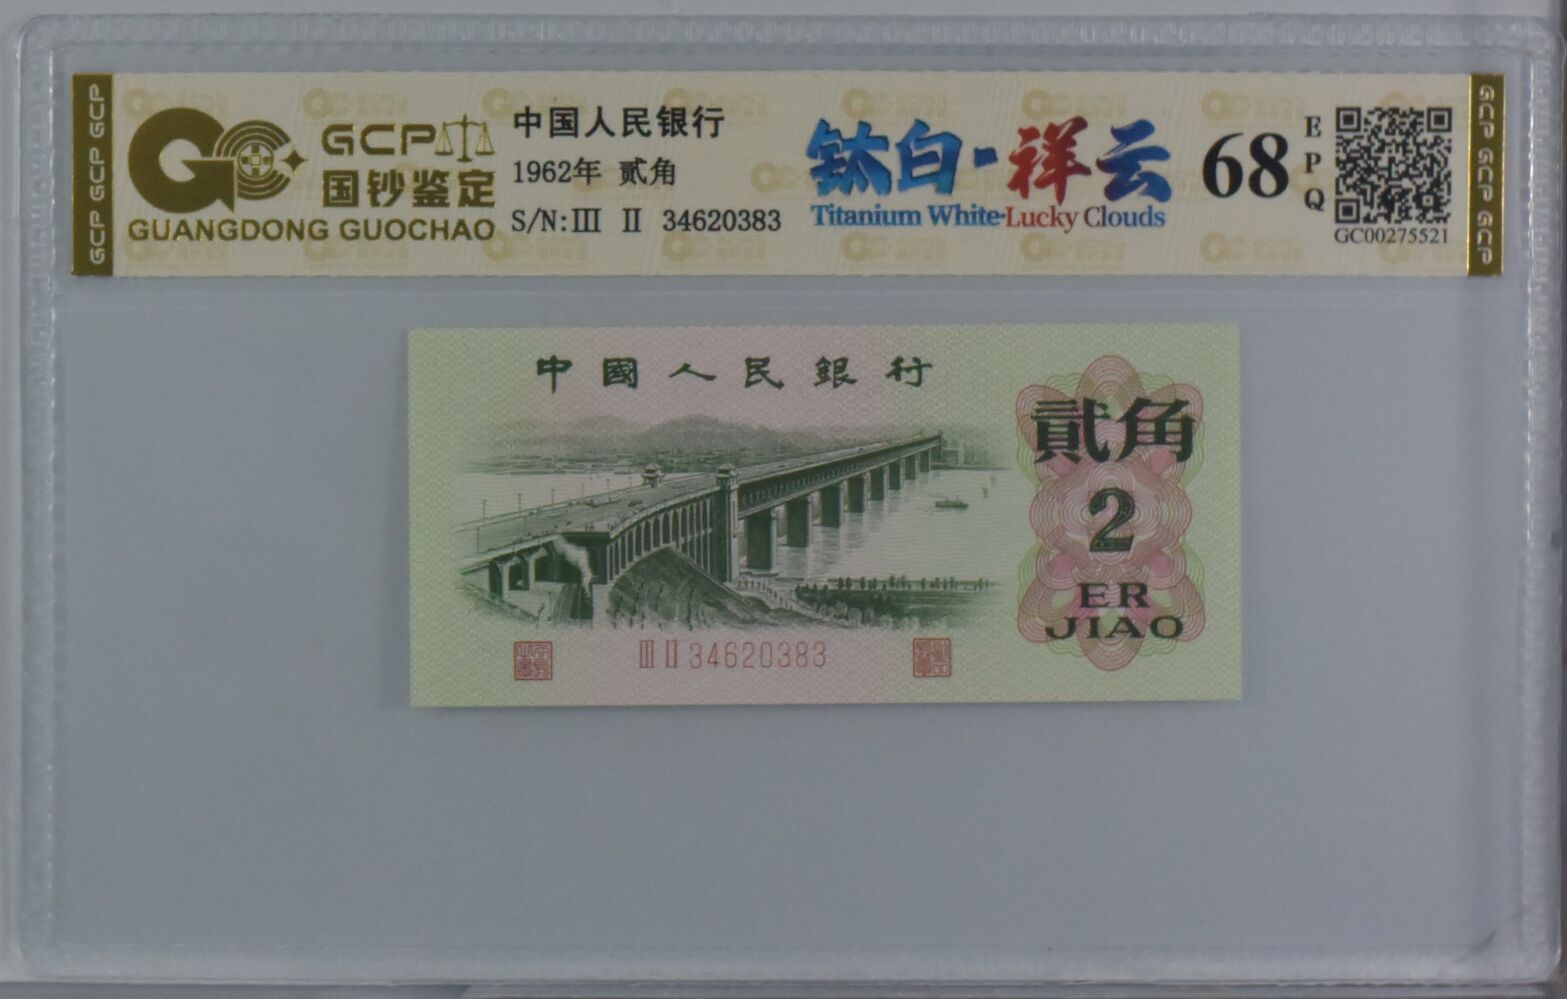 GCP GCP GCP
GCP
国钞鉴定
GUANGDONG GUOCHAO
中国人民银行
1962年 贰角
S/N:Ⅲ Ⅱ 34620383
钛白·祥云
Titanium White·Lucky Clouds
68
EPQ
GC00275521
GCP GCP GCP
中國人民銀行
貳角
2
ER
JIAO
Ⅲ Ⅱ 34620383